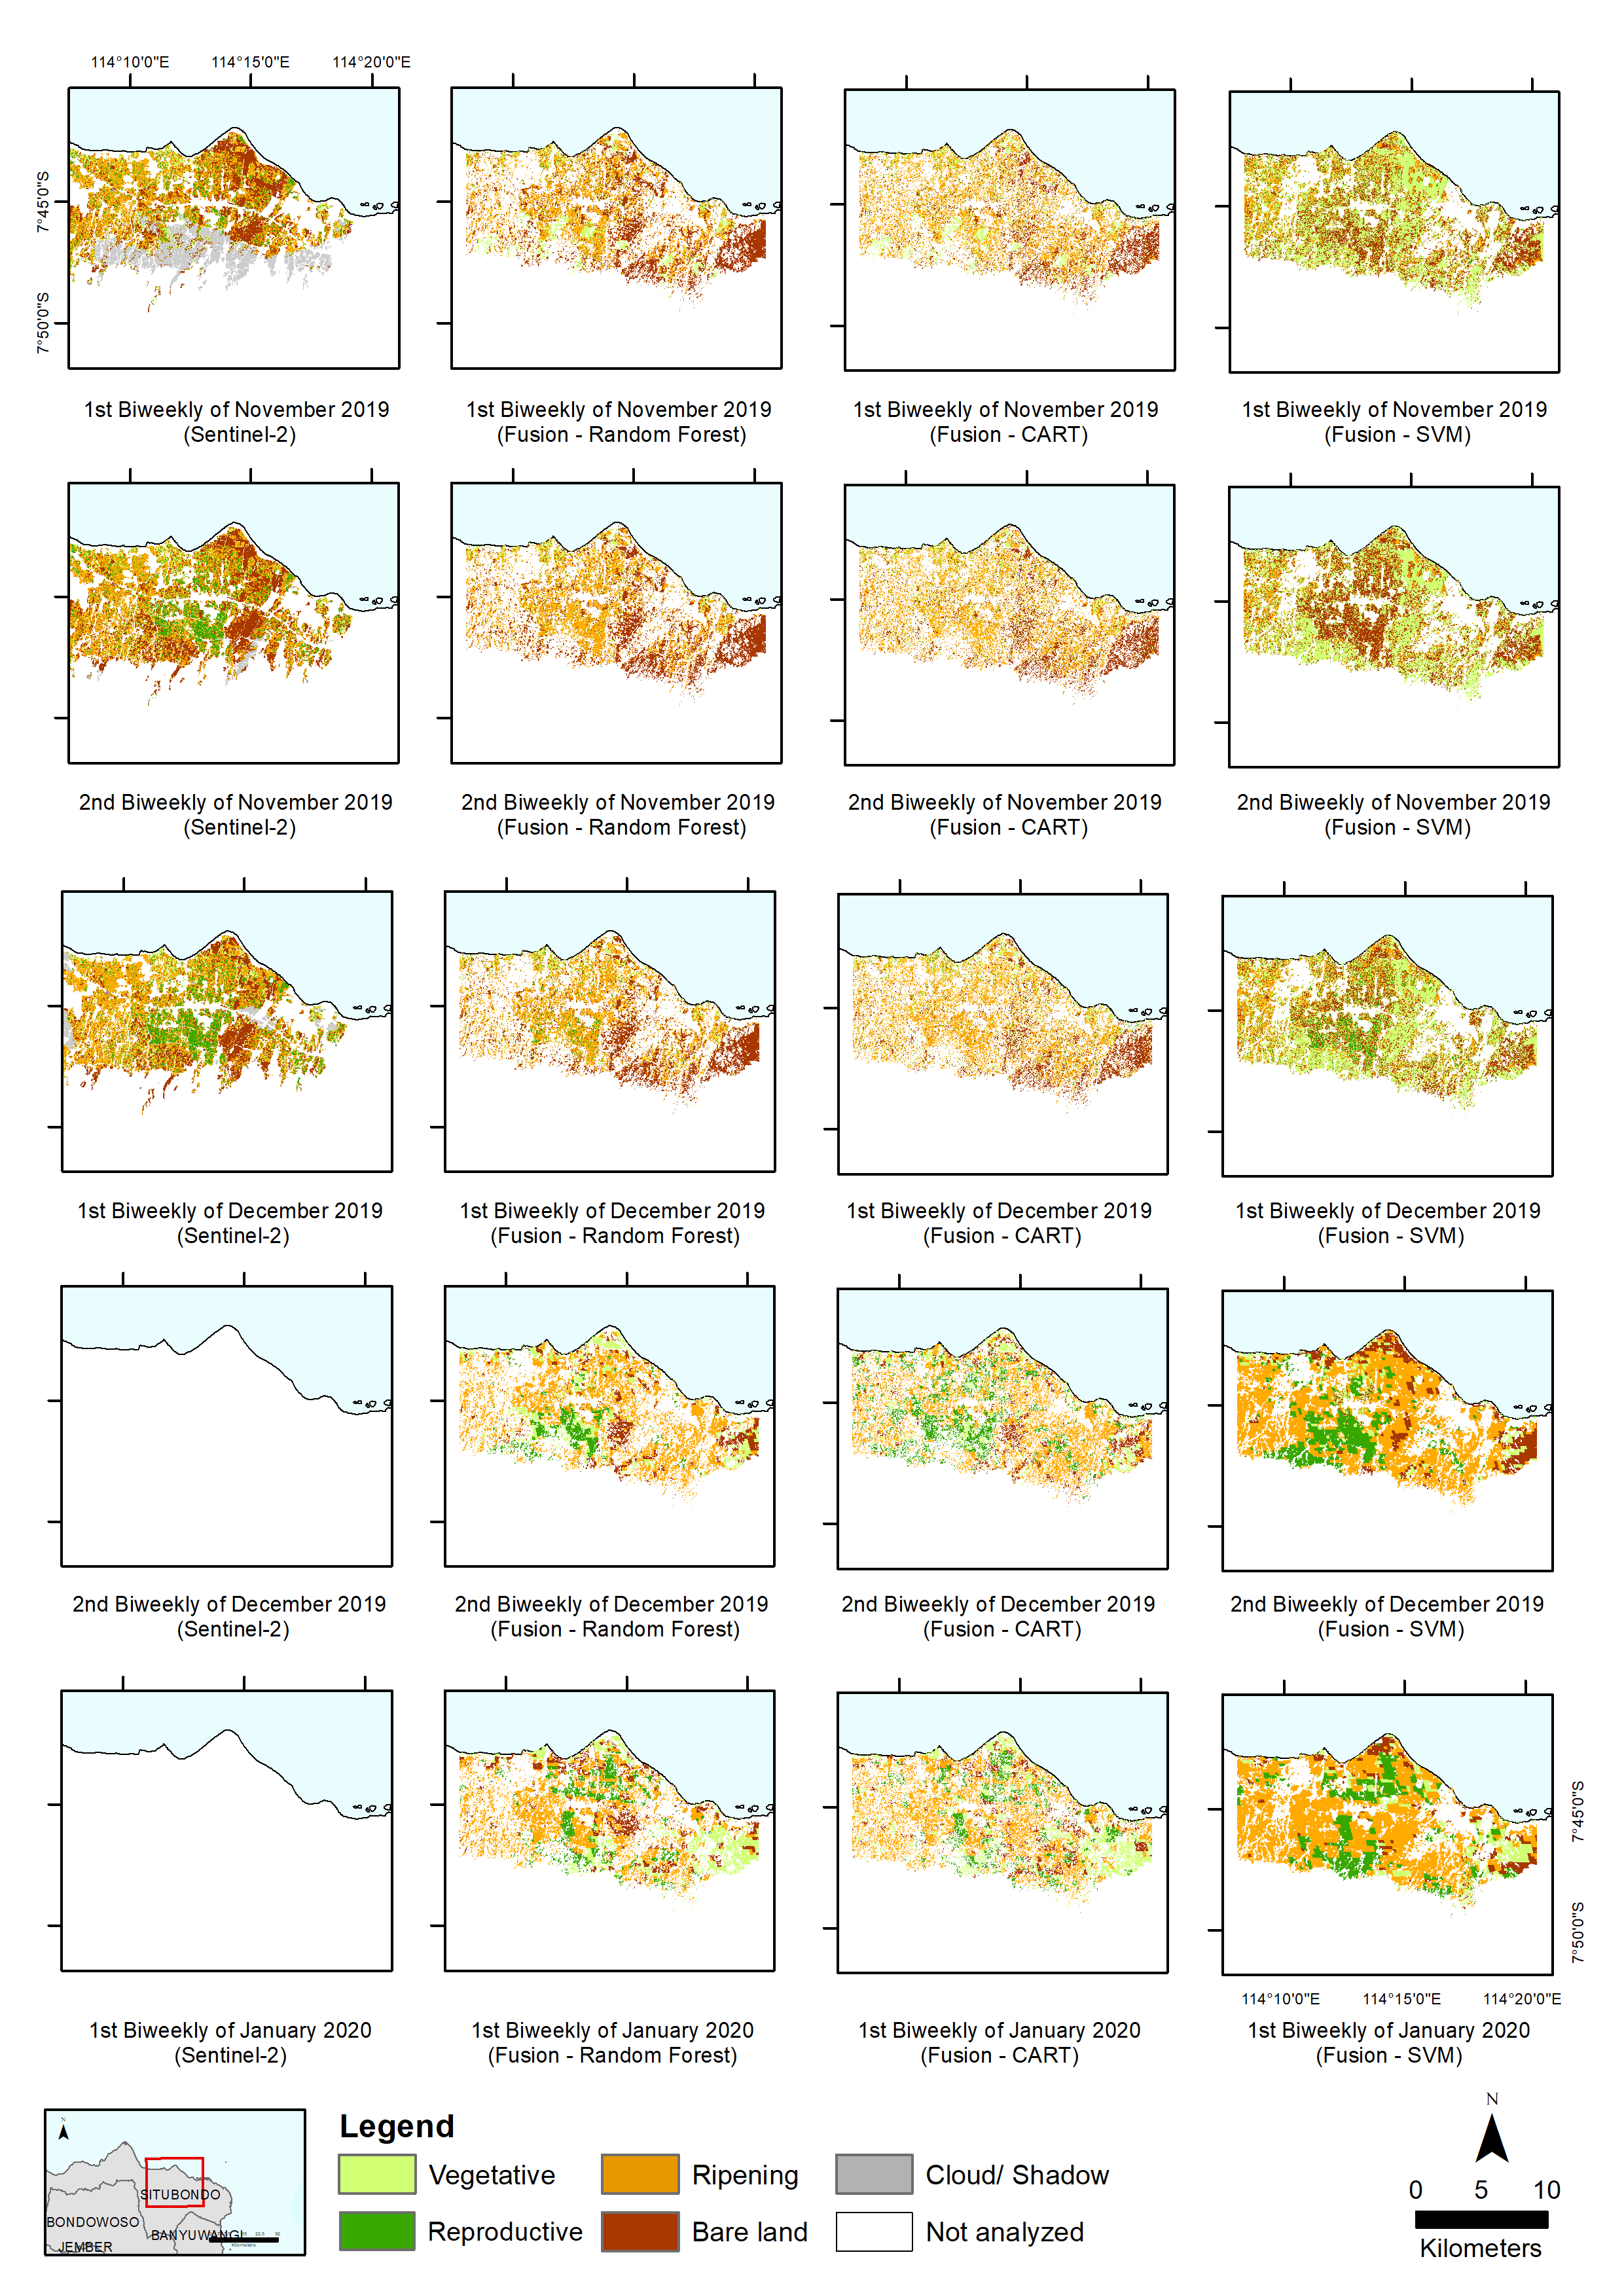 114°10'0"E 114°15'0"E 114°20'0"E
7°45'0"S
7°50'0"S
1st Biweekly of November 2019
(Sentinel-2)
1st Biweekly of November 2019
(Fusion - Random Forest)
1st Biweekly of November 2019
(Fusion - CART)
1st Biweekly of November 2019
(Fusion - SVM)
2nd Biweekly of November 2019
(Sentinel-2)
2nd Biweekly of November 2019
(Fusion - Random Forest)
2nd Biweekly of November 2019
(Fusion - CART)
2nd Biweekly of November 2019
(Fusion - SVM)
1st Biweekly of December 2019
(Sentinel-2)
1st Biweekly of December 2019
(Fusion - Random Forest)
1st Biweekly of December 2019
(Fusion - CART)
1st Biweekly of December 2019
(Fusion - SVM)
2nd Biweekly of December 2019
(Sentinel-2)
2nd Biweekly of December 2019
(Fusion - Random Forest)
2nd Biweekly of December 2019
(Fusion - CART)
2nd Biweekly of December 2019
(Fusion - SVM)
7°45'0"S
7°50'0"S
114°10'0"E 114°15'0"E 114°20'0"E
1st Biweekly of January 2020
(Sentinel-2)
1st Biweekly of January 2020
(Fusion - Random Forest)
1st Biweekly of January 2020
(Fusion - CART)
1st Biweekly of January 2020
(Fusion - SVM)
N
SITUBONDO
BONDOWOSO
BANYUWANGI
JEMBER
Kilometers
Legend
Vegetative
Ripening
Cloud/ Shadow
Reproductive
Bare land
Not analyzed
N
0 5 10
Kilometers